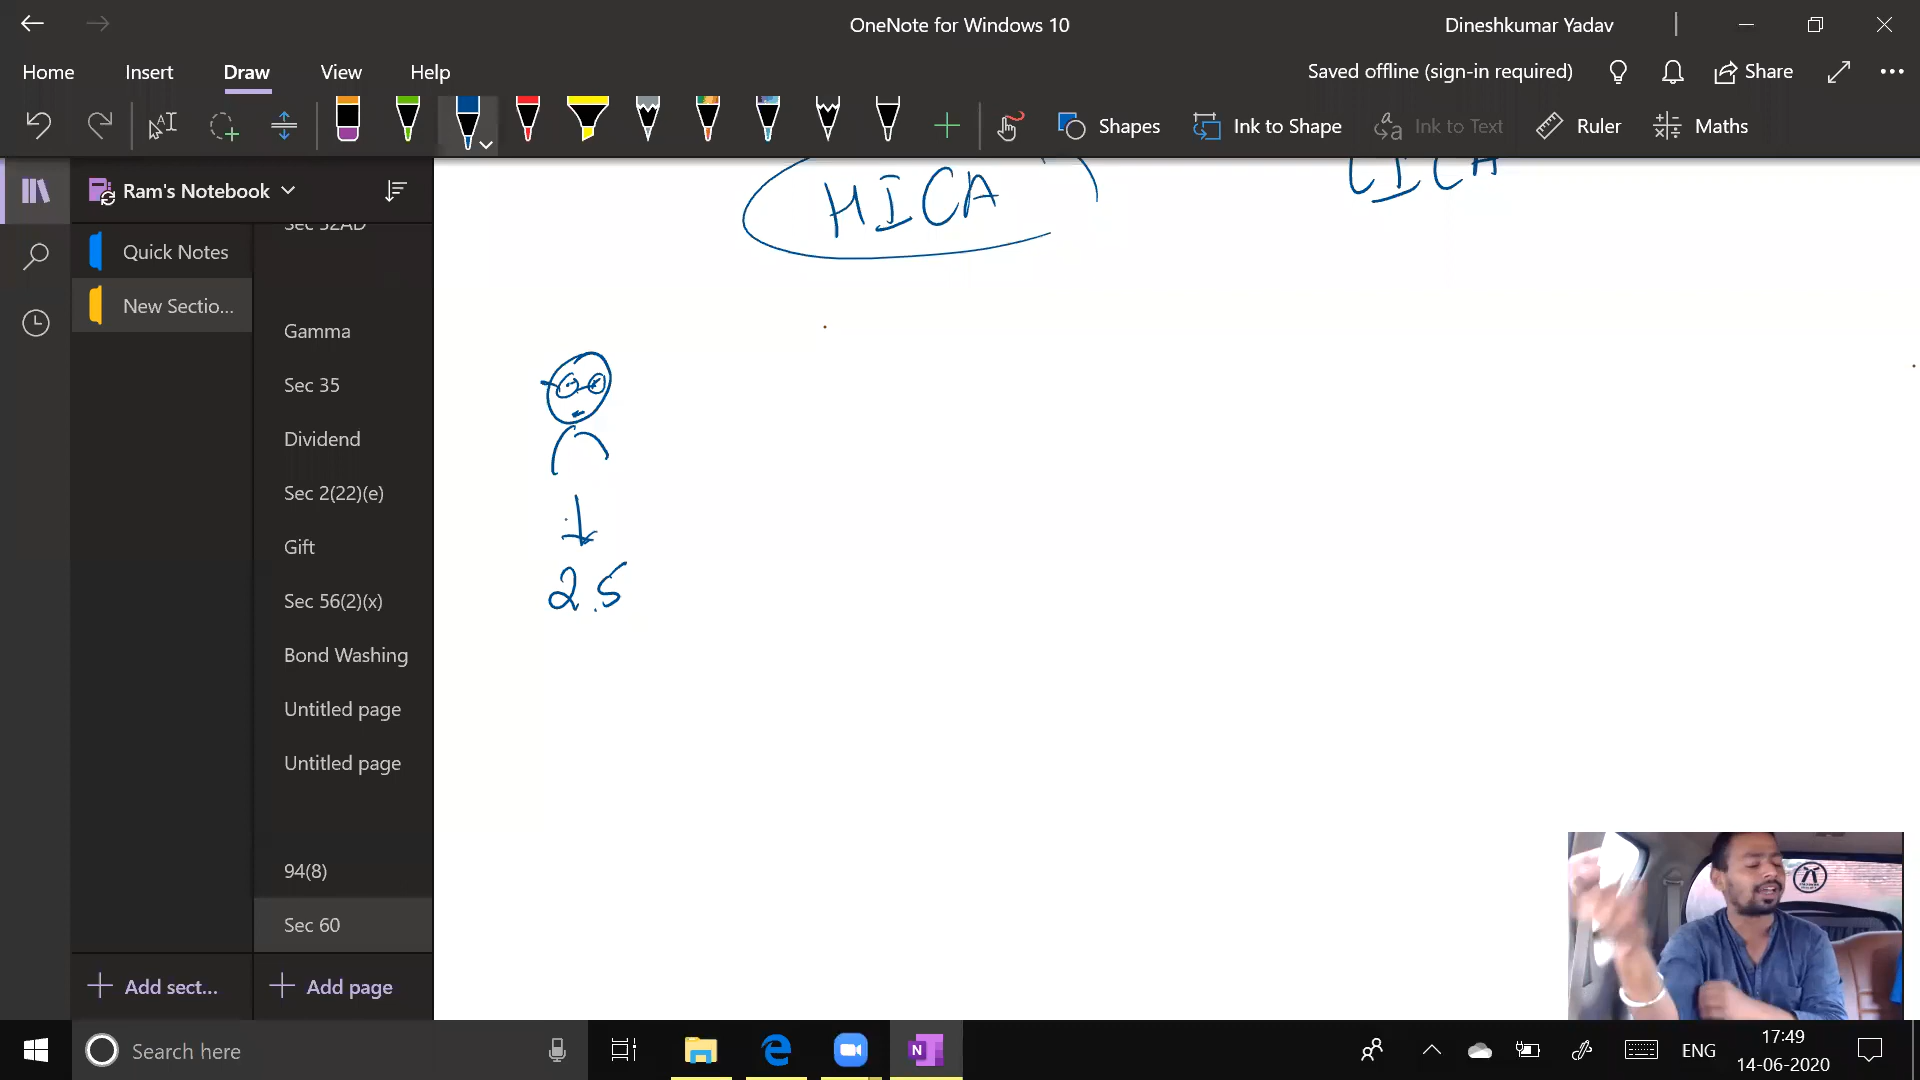 OneNote for Windows 10
Dineshkumar Yadav
Home Insert Draw View Help
Saved offline (sign-in required)
Share
Shapes
Ink to Shape
Ink to Text
Ruler
Maths
Ram's Notebook
Quick Notes
New Sectio...
Sec 32AD
Gamma
Sec 35
Dividend
Sec 2(22)(e)
Gift
Sec 56(2)(x)
Bond Washing
Untitled page
Untitled page
94(8)
Sec 60
Add sect...
Add page
HICA
LICA
2.5
Search here
ENG
17:49
14-06-2020